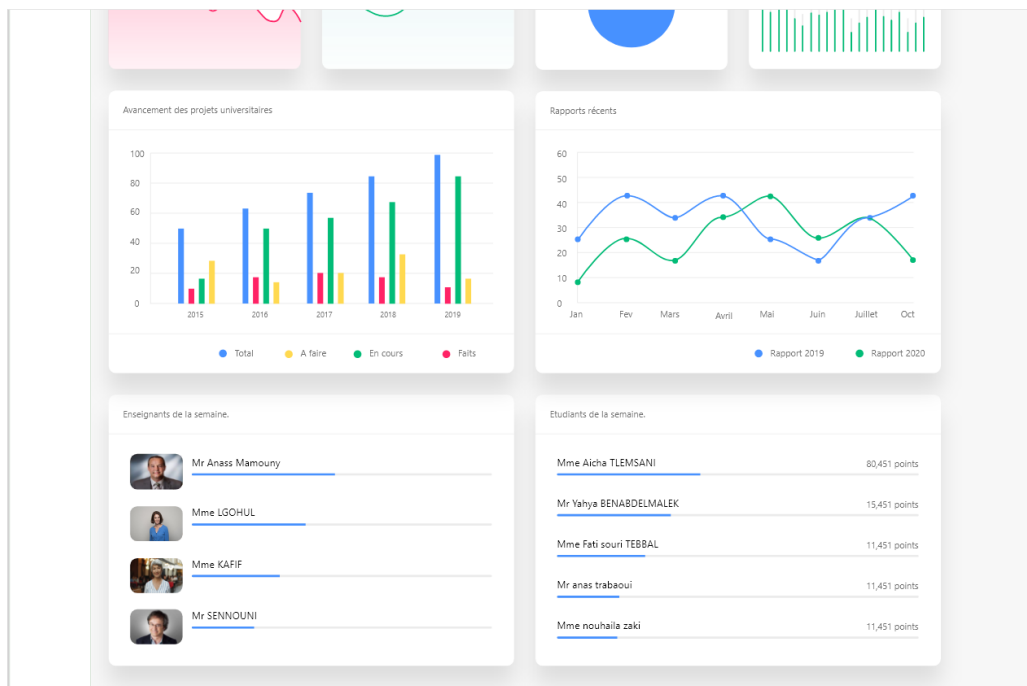 Avancement des projets universitaires
100
80
60
40
20
0
2015 2016 2017 2018 2019
Total A faire En cours Faits
Rapports récents
60
50
40
30
20
10
0
Jan Fev Mars Avril Mai Juin Juillet Oct
Rapport 2019 Rapport 2020
Enseignants de la semaine.
Mr Anass Mamouny
Mme LGOHUL
Mme KAFIF
Mr SENNOUNI
Etudiants de la semaine.
Mme Aicha TLEMSANI 80,451 points
Mr Yahya BENABDELMALEK 15,451 points
Mme Fati souri TEBBAL 11,451 points
Mr anas trabaoui 11,451 points
Mme nouhaila zaki 11,451 points